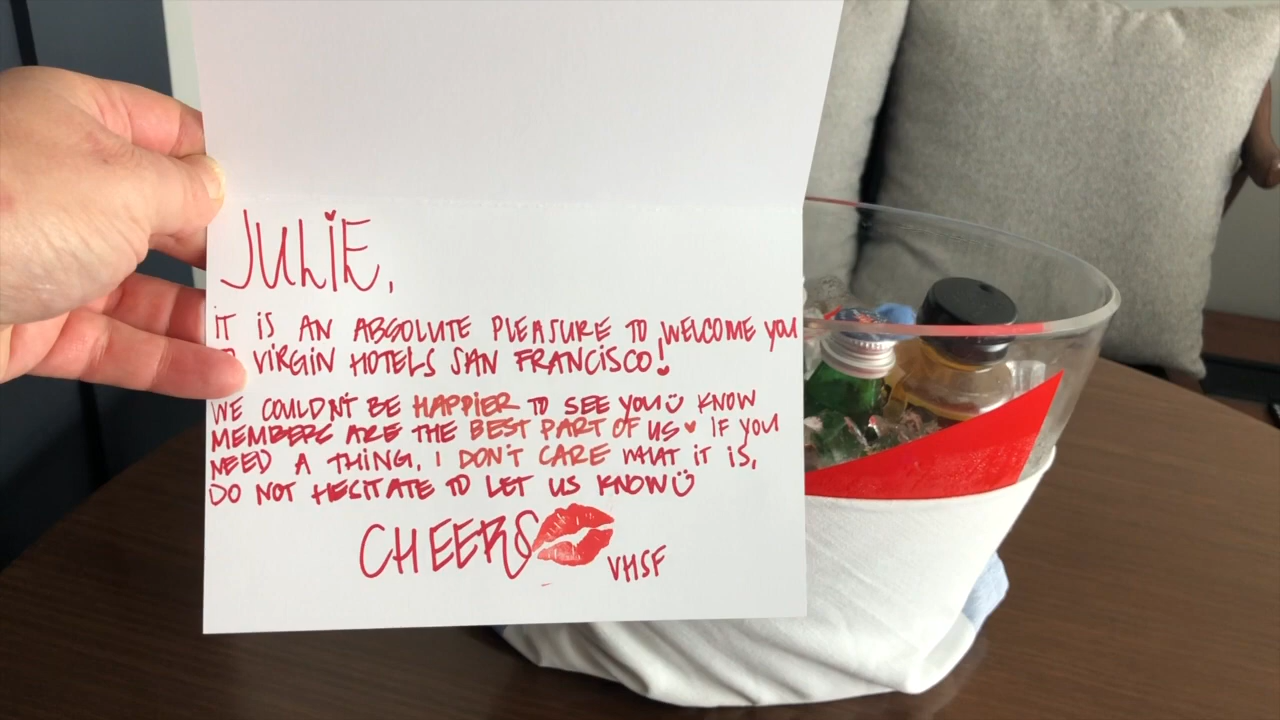 JULIE,
IT IS AN ABSOLUTE PLEASURE TO WELCOME YOU
VIRGIN HOTELS SAN FRANCISCO!
WE COULDN'T BE HAPPIER TO SEE YOU☺ KNOW
MEMBERS ARE THE BEST PART OF US♥ IF YOU
NEED A THING, I DON'T CARE WHAT IT IS,
DO NOT HESITATE TO LET US KNOW☺
CHEERS
VHSF